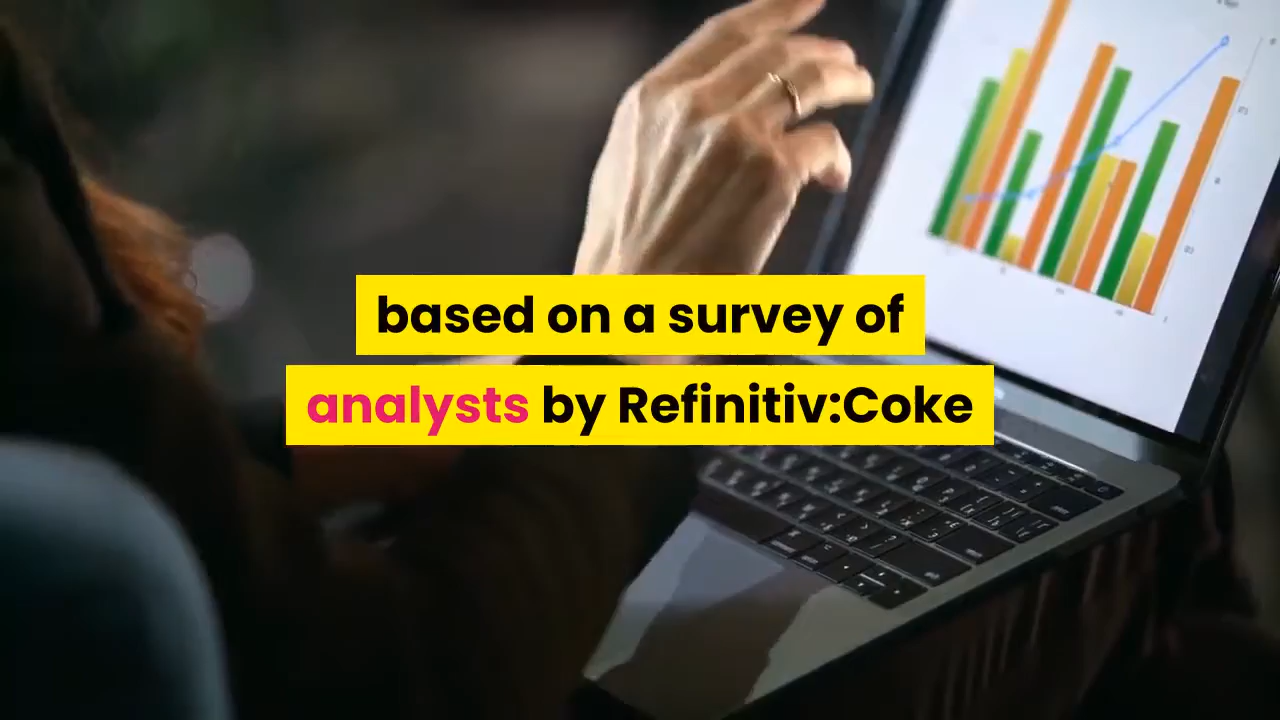 based on a survey of
analysts by Refinitiv:Coke